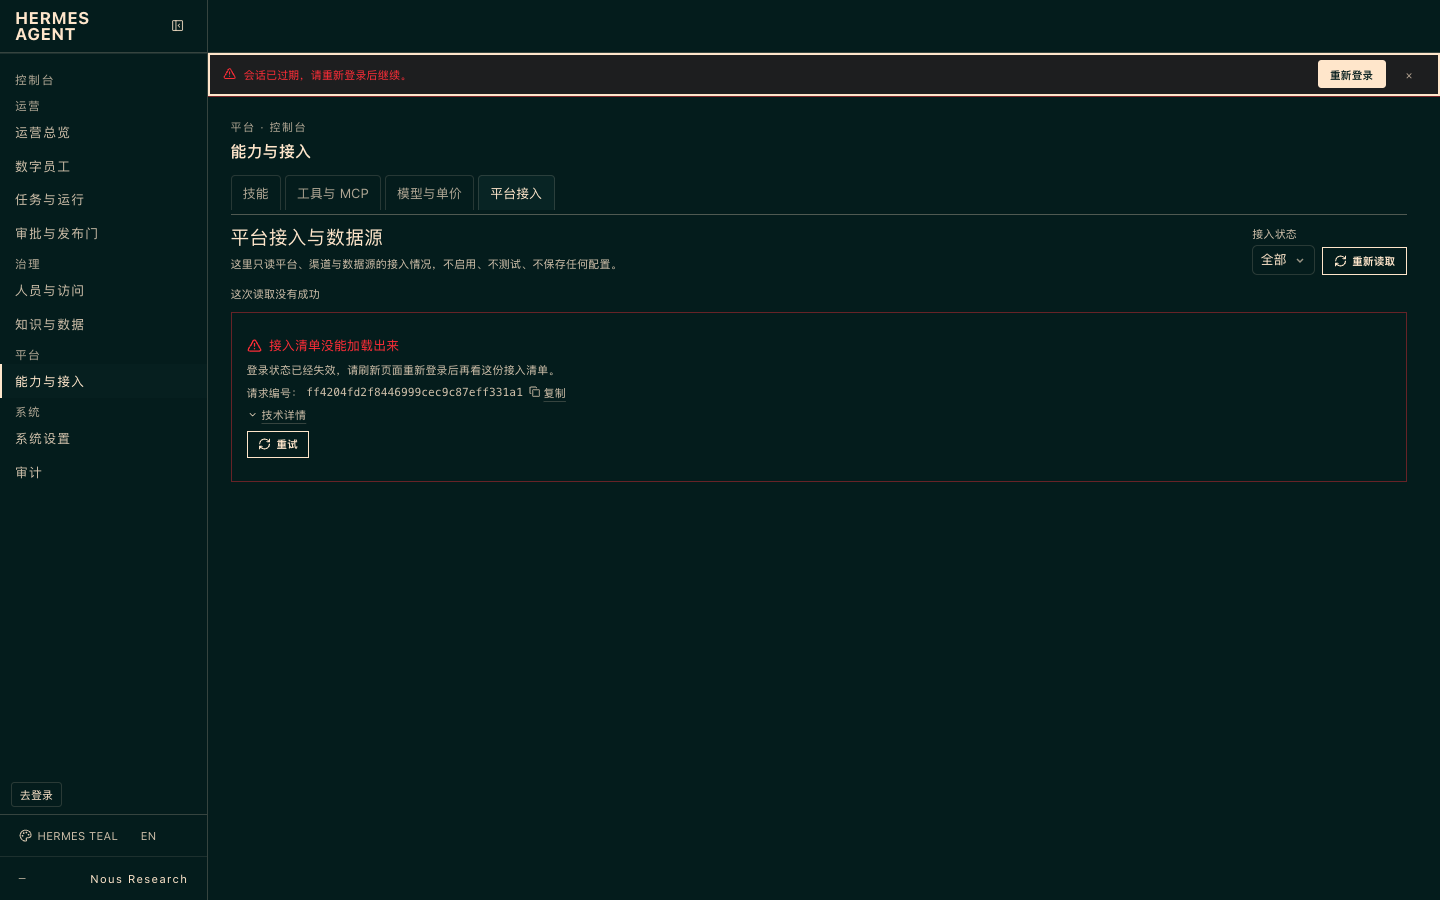 HERMES
AGENT
控制台
运营
运营总览
数字员工
任务与运行
审批与发布门
治理
人员与访问
知识与数据
平台
能力与接入
系统
系统设置
审计
去登录
HERMES TEAL EN
— Nous Research
会话已过期，请重新登录后继续。 重新登录 ×
平台 · 控制台
能力与接入
技能 工具与 MCP 模型与单价 平台接入
平台接入与数据源
这里只读平台、渠道与数据源的接入情况，不启用、不测试、不保存任何配置。
接入状态
全部 重新读取
这次读取没有成功
接入清单没能加载出来
登录状态已经失效，请刷新页面重新登录后再看这份接入清单。
请求编号： ff4204fd2f8446999cec9c87eff331a1 复制
技术详情
重试